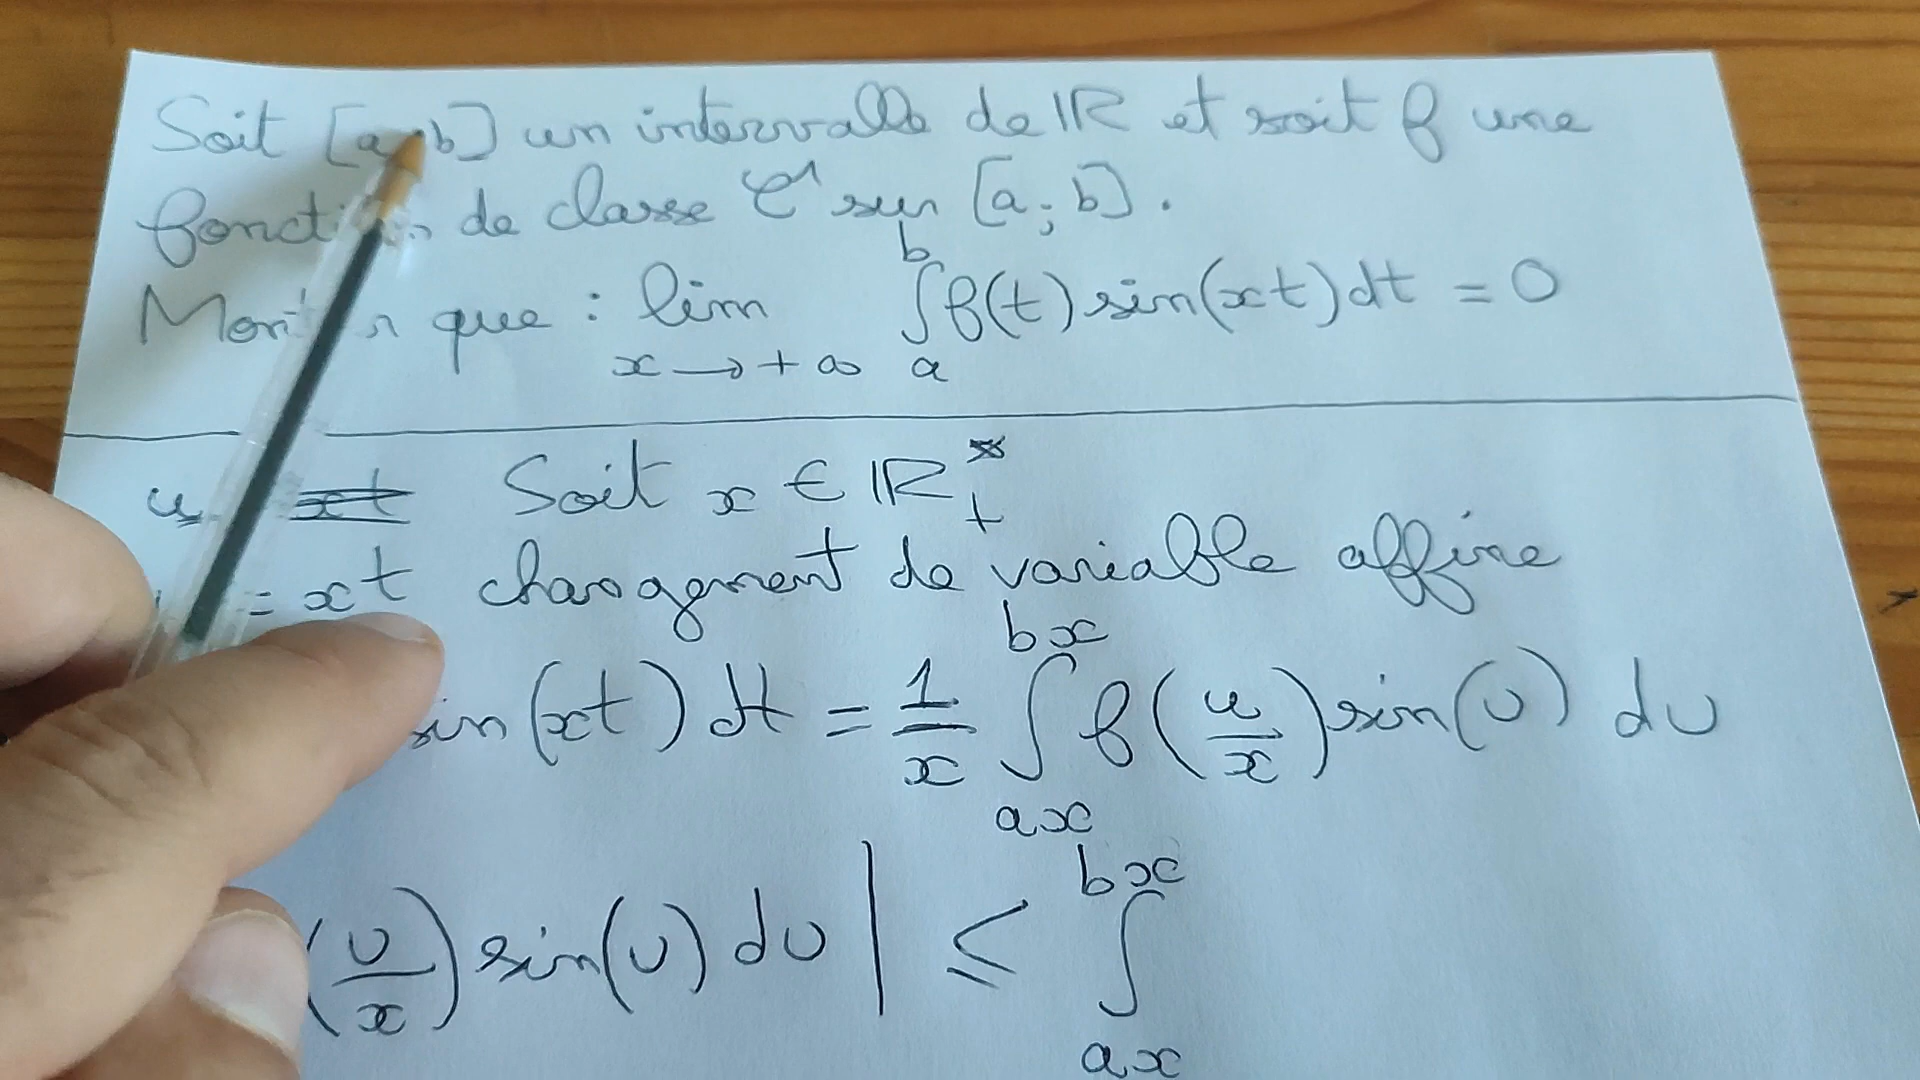 Soit [a ; b] un intervalle de ℝ et soit f une
fonction de classe C¹ sur [a ; b].
Montrer que : lim_{x→+∞} ∫_a^b f(t) sin(xt) dt = 0
u Soit x ∈ ℝ₊*
= xt changement de variable affine
sin(xt) dt = 1/x ∫_{ax}^{bx} f(u/x) sin(u) du
(u/x) sin(u) du | ≤ ∫_{ax}^{bx}